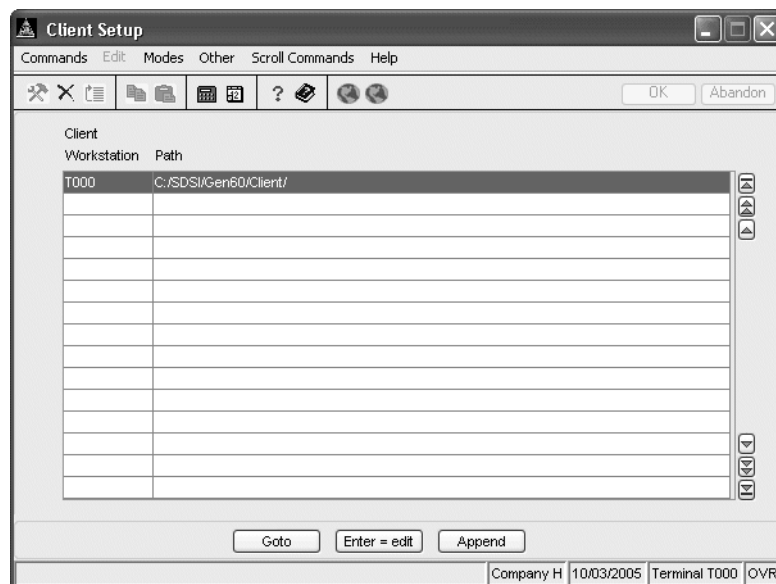 Client Setup
Commands Edit Modes Other Scroll Commands Help
OK Abandon
Client
Workstation Path
T000 C:/SDSI/Gen60/Client/
Goto Enter = edit Append
Company H 10/03/2005 Terminal T000 OVR